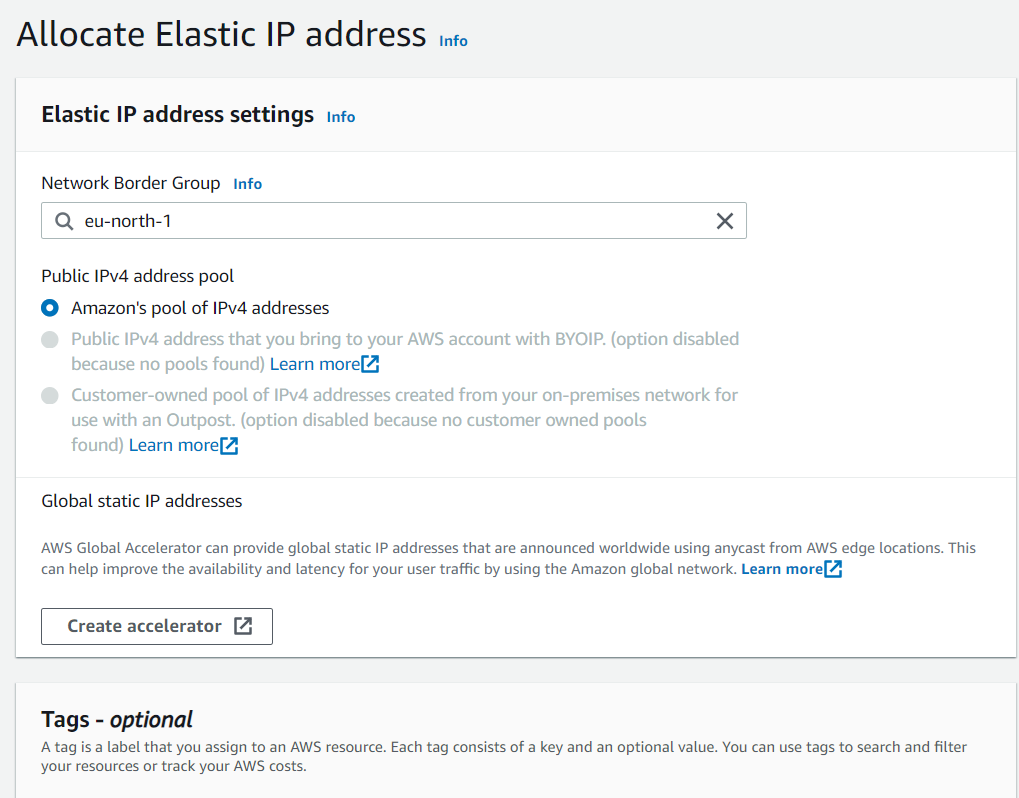 Allocate Elastic IP address Info
Elastic IP address settings Info
Network Border Group Info
eu-north-1
Public IPv4 address pool
Amazon's pool of IPv4 addresses
Public IPv4 address that you bring to your AWS account with BYOIP. (option disabled
because no pools found) Learn more
Customer-owned pool of IPv4 addresses created from your on-premises network for
use with an Outpost. (option disabled because no customer owned pools
found) Learn more
Global static IP addresses
AWS Global Accelerator can provide global static IP addresses that are announced worldwide using anycast from AWS edge locations. This
can help improve the availability and latency for your user traffic by using the Amazon global network. Learn more
Create accelerator
Tags - optional
A tag is a label that you assign to an AWS resource. Each tag consists of a key and an optional value. You can use tags to search and filter
your resources or track your AWS costs.